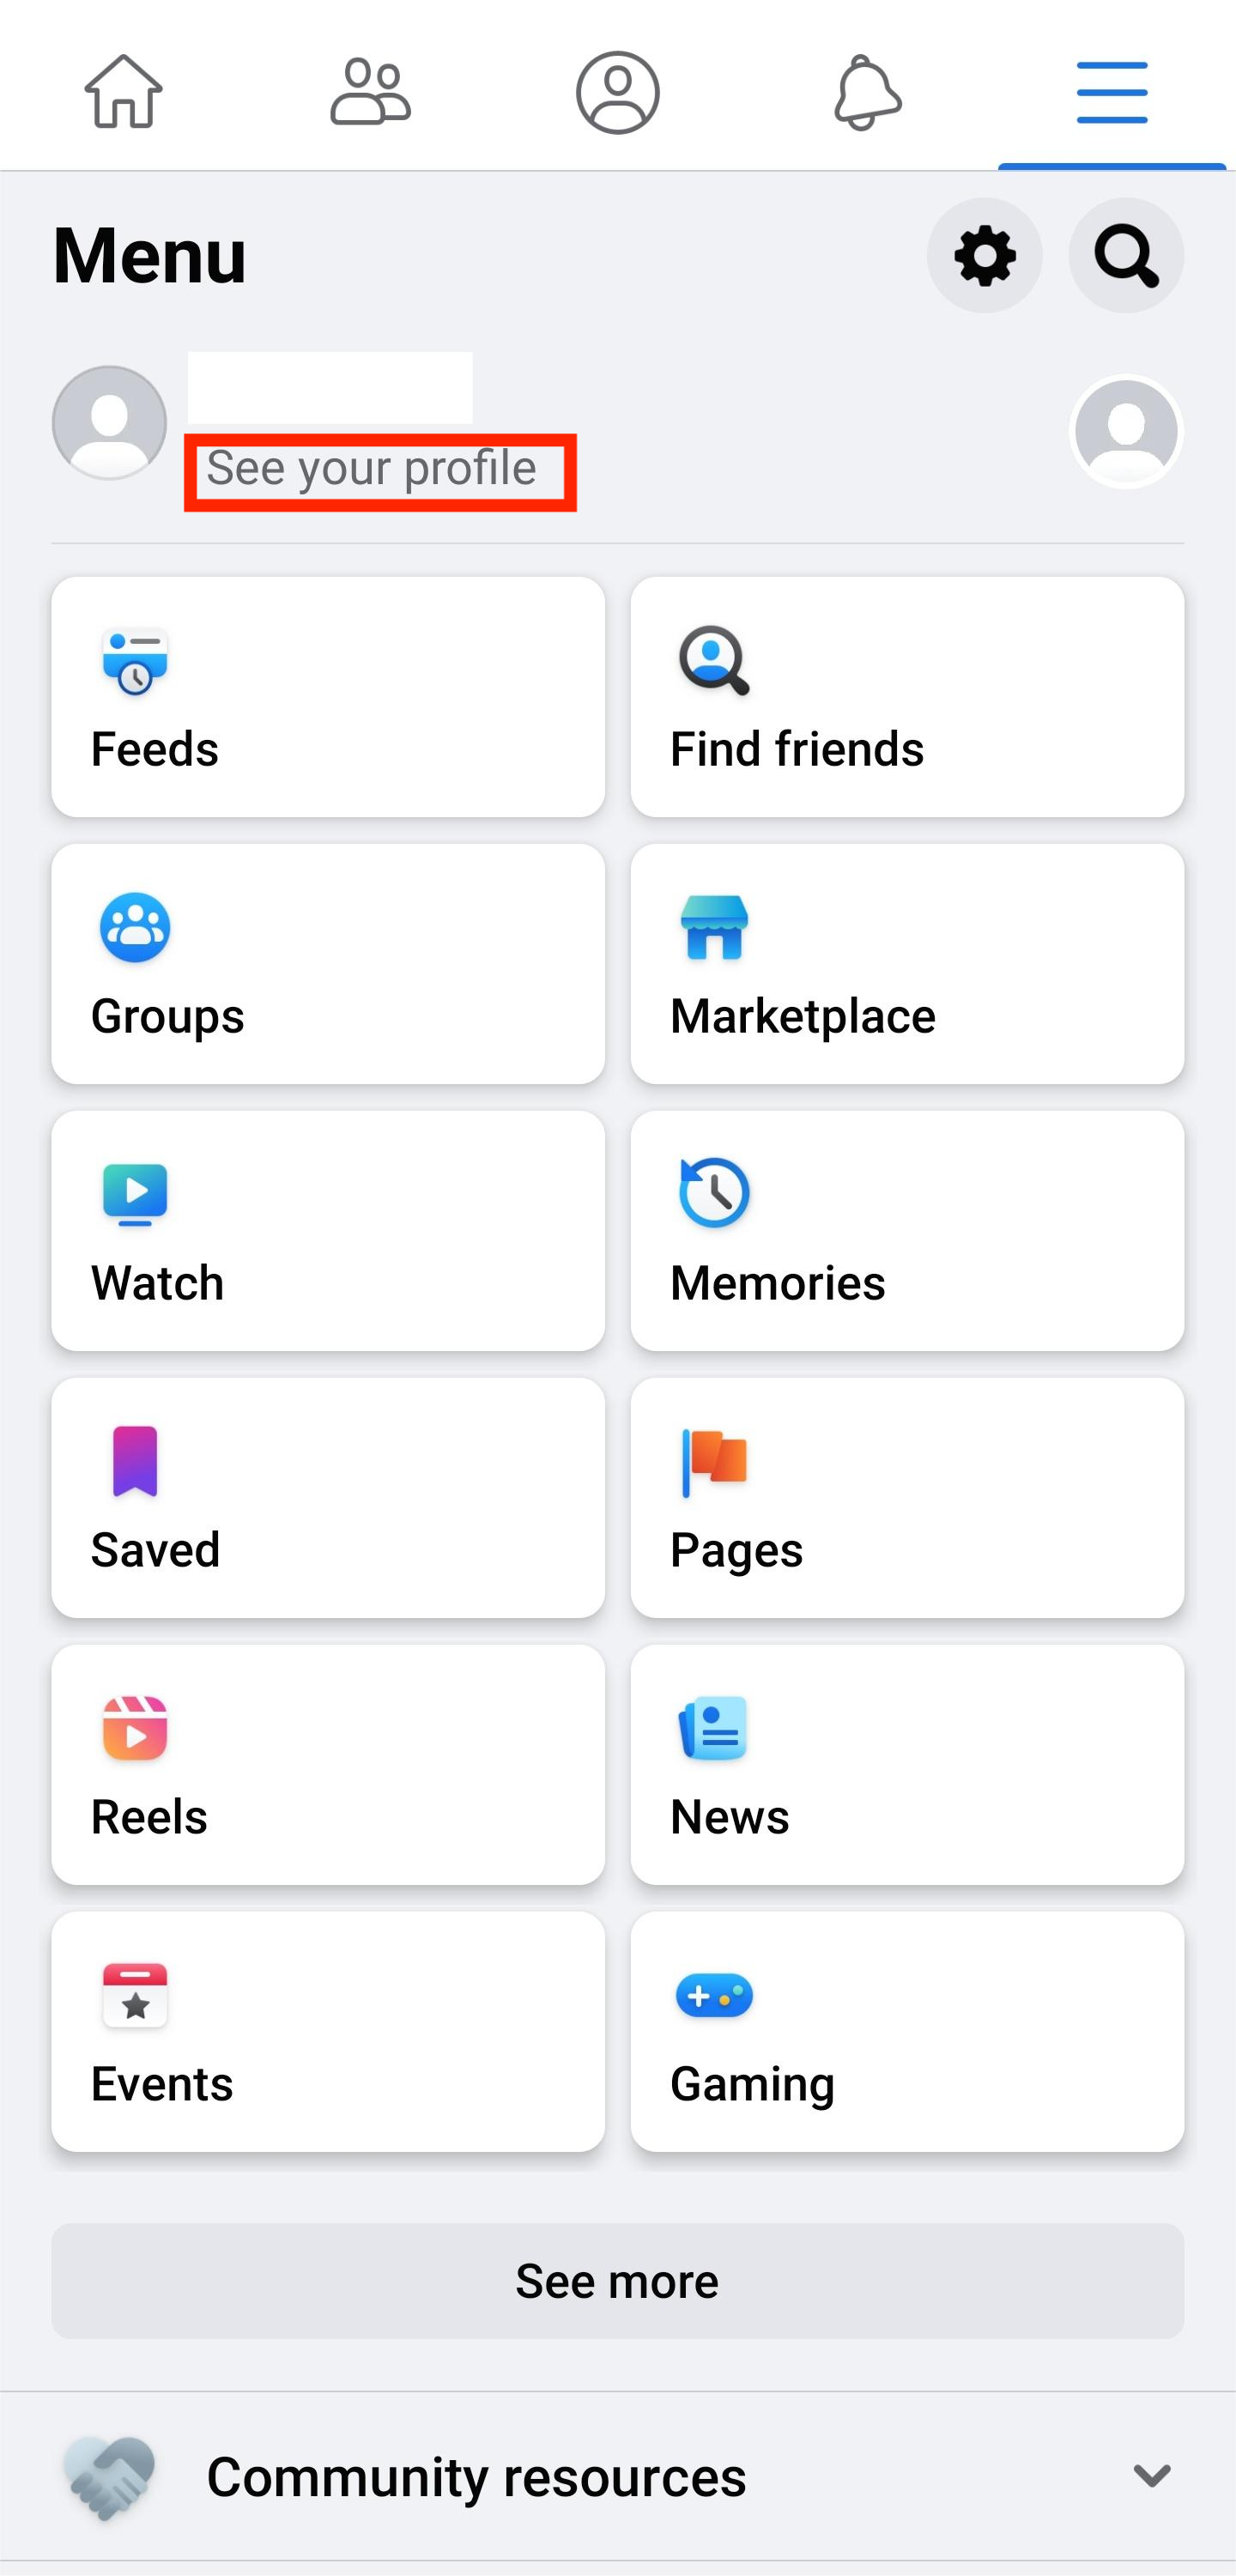 Menu
See your profile
Feeds
Find friends
Groups
Marketplace
Watch
Memories
Saved
Pages
Reels
News
Events
Gaming
See more
Community resources